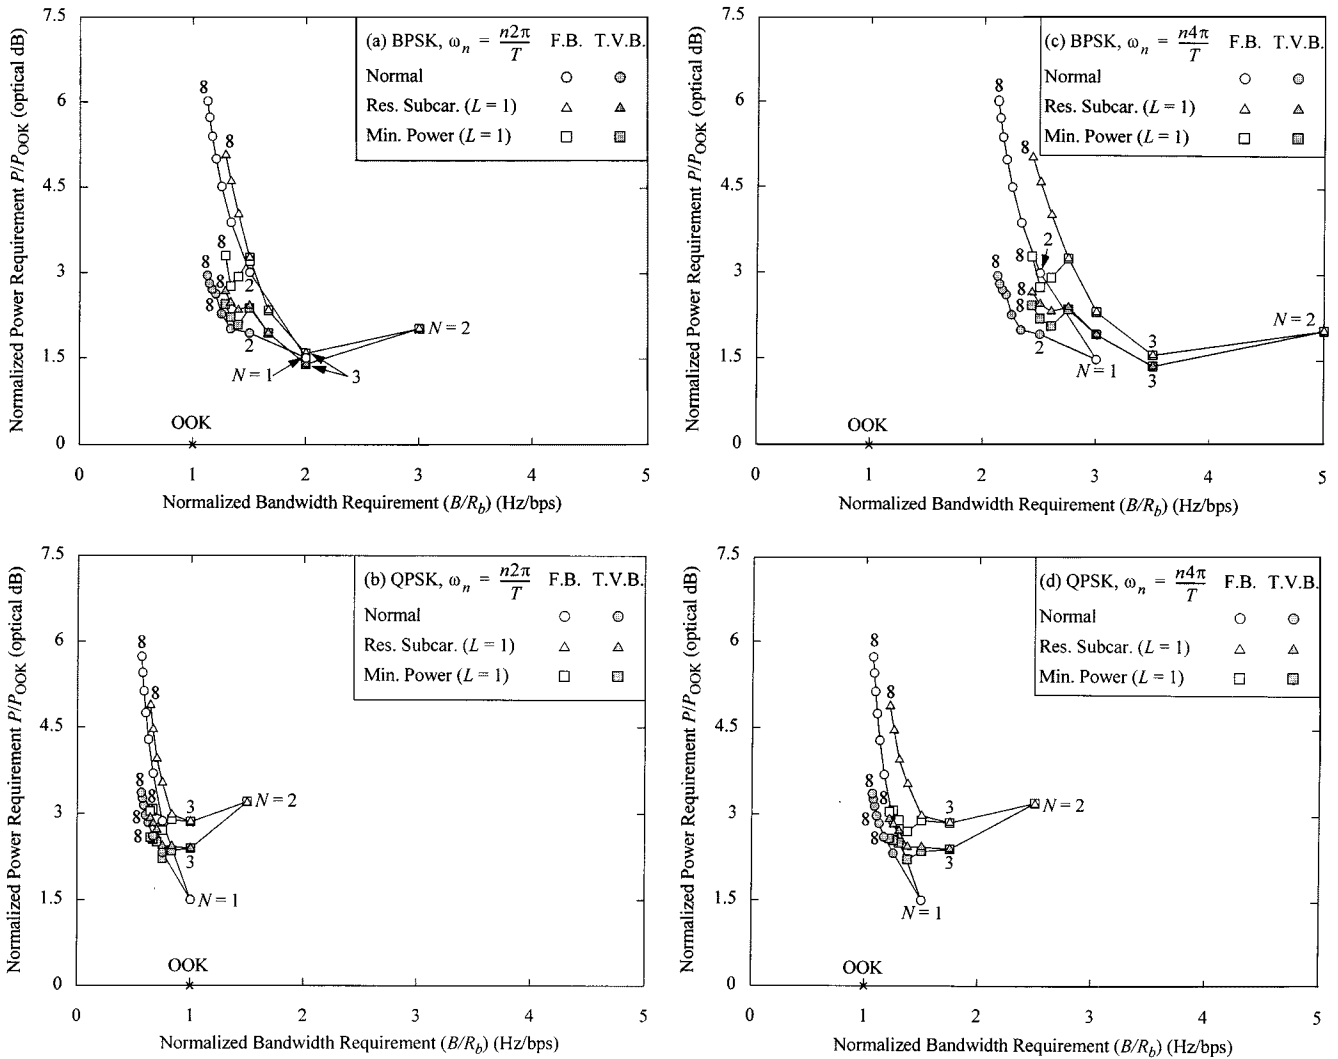 7.5
6
4.5
3
1.5
0
Normalized Power Requirement P/P_OOK (optical dB)
(a) BPSK, ω_n = n2π/T F.B. T.V.B.
Normal
Res. Subcar. (L = 1)
Min. Power (L = 1)
8
8
8
8
8
8
2
2
N = 1
3
N = 2
OOK
0 1 2 3 4 5
Normalized Bandwidth Requirement (B/R_b) (Hz/bps)
7.5
6
4.5
3
1.5
0
Normalized Power Requirement P/P_OOK (optical dB)
(c) BPSK, ω_n = n4π/T F.B. T.V.B.
Normal
Res. Subcar. (L = 1)
Min. Power (L = 1)
8
8
8
8
8
8
2
2
N = 1
3
3
N = 2
OOK
0 1 2 3 4 5
Normalized Bandwidth Requirement (B/R_b) (Hz/bps)
7.5
6
4.5
3
1.5
0
Normalized Power Requirement P/P_OOK (optical dB)
(b) QPSK, ω_n = n2π/T F.B. T.V.B.
Normal
Res. Subcar. (L = 1)
Min. Power (L = 1)
8
8
8
8
8
8
3
3
N = 2
N = 1
OOK
0 1 2 3 4 5
Normalized Bandwidth Requirement (B/R_b) (Hz/bps)
7.5
6
4.5
3
1.5
0
Normalized Power Requirement P/P_OOK (optical dB)
(d) QPSK, ω_n = n4π/T F.B. T.V.B.
Normal
Res. Subcar. (L = 1)
Min. Power (L = 1)
8
8
8
8
8
8
3
3
N = 2
N = 1
OOK
0 1 2 3 4 5
Normalized Bandwidth Requirement (B/R_b) (Hz/bps)